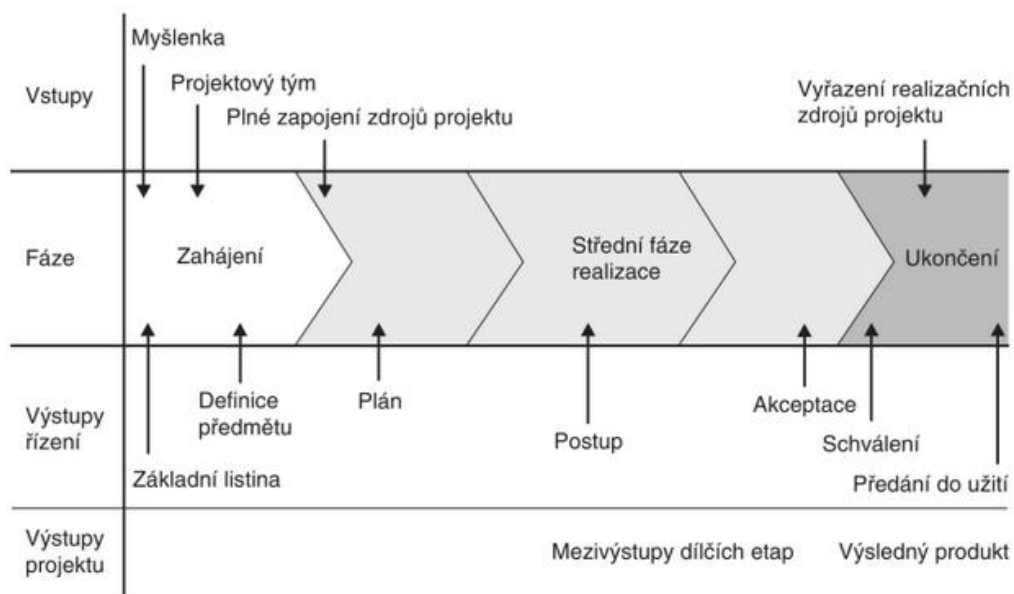 Vstupy
Myšlenka
Projektový tým
Plné zapojení zdrojů projektu
Vyřazení realizačních
zdrojů projektu
Fáze
Zahájení
Střední fáze
realizace
Ukončení
Výstupy
řízení
Základní listina
Definice
předmětu
Plán
Postup
Akceptace
Schválení
Předání do užití
Výstupy
projektu
Mezivýstupy dílčích etap
Výsledný produkt